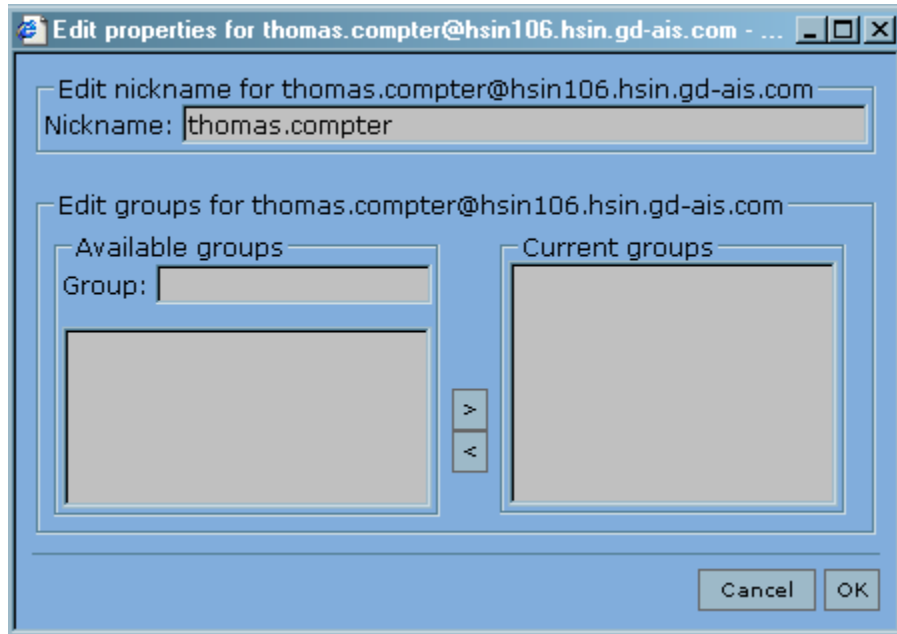 Edit properties for thomas.compter@hsin106.hsin.gd-ais.com - ...
Edit nickname for thomas.compter@hsin106.hsin.gd-ais.com
Nickname: thomas.compter
Edit groups for thomas.compter@hsin106.hsin.gd-ais.com
Available groups
Group:
Current groups
>
<
Cancel OK